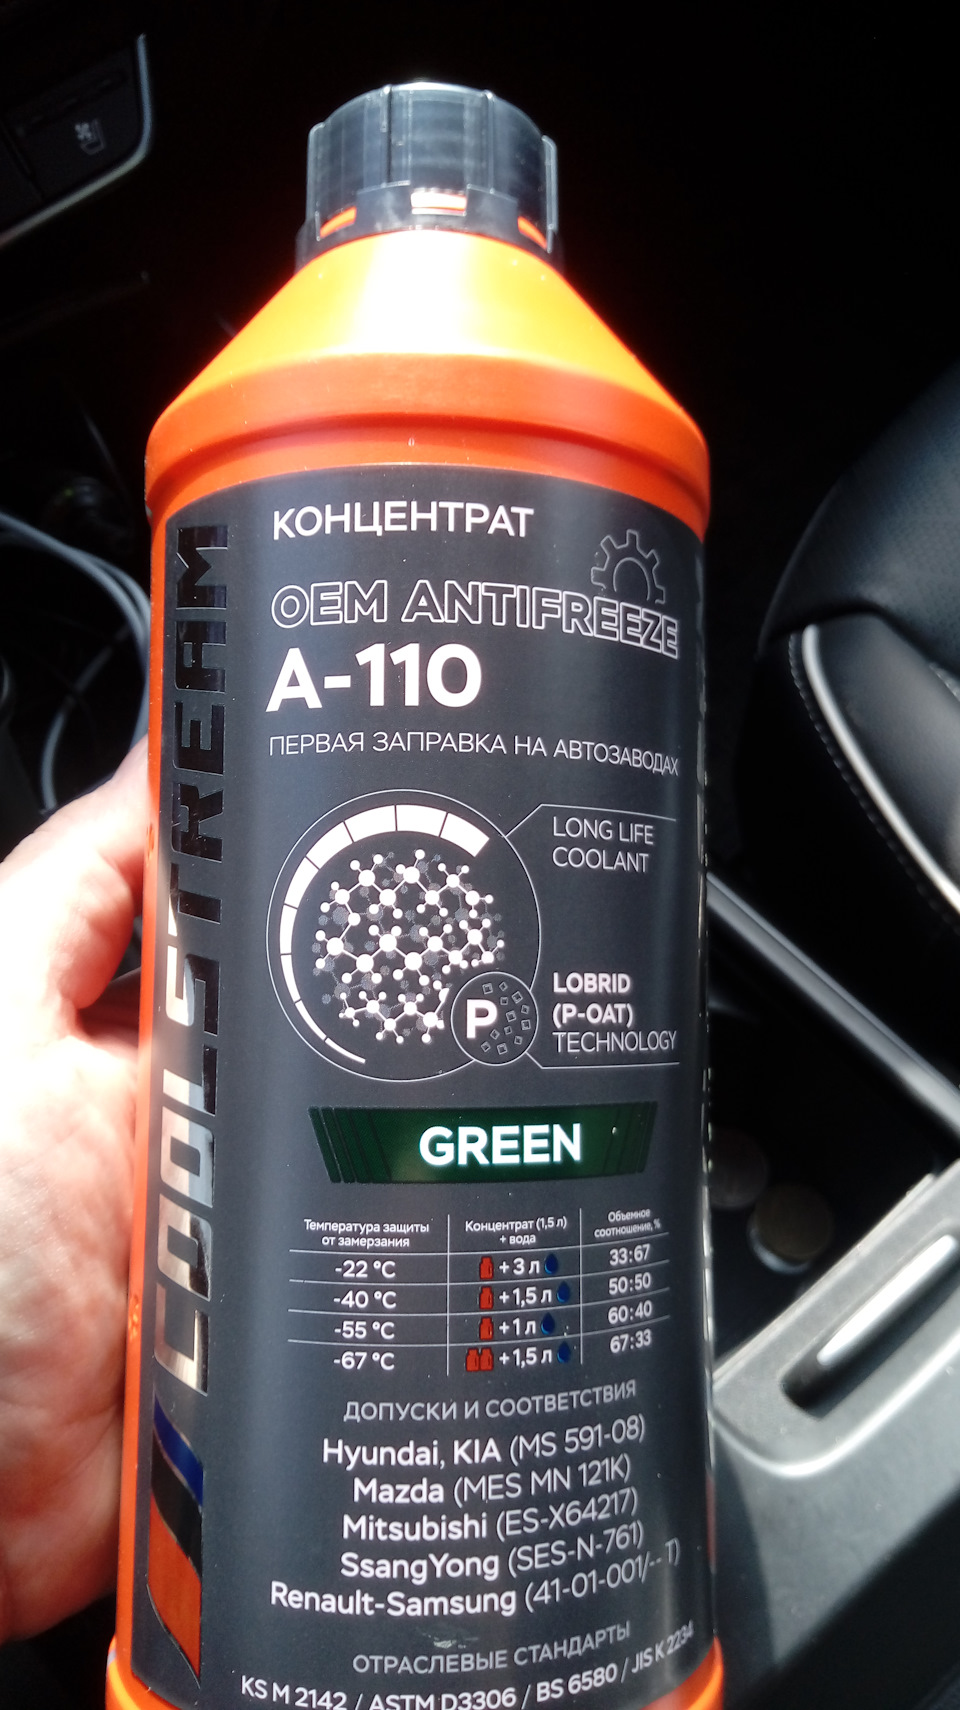 COOLSTREAM
КОНЦЕНТРАТ
OEM ANTIFREEZE
A-110
ПЕРВАЯ ЗАПРАВКА НА АВТОЗАВОДАХ
LONG LIFE
COOLANT
LOBRID
(P-OAT)
TECHNOLOGY
P
GREEN
Температура защиты от замерзания Концентрат (1,5 л) + вода Объемное соотношение, %
-22 °C + 3 л 33:67
-40 °C + 1,5 л 50:50
-55 °C + 1 л 60:40
-67 °C + 1,5 л 67:33
ДОПУСКИ И СООТВЕТСТВИЯ
Hyundai, KIA (MS 591-08)
Mazda (MES MN 121K)
Mitsubishi (ES-X64217)
SsangYong (SES-N-761)
Renault-Samsung (41-01-001/-- T)
ОТРАСЛЕВЫЕ СТАНДАРТЫ
KS M 2142 / ASTM D3306 / BS 6580 / JIS K 2234